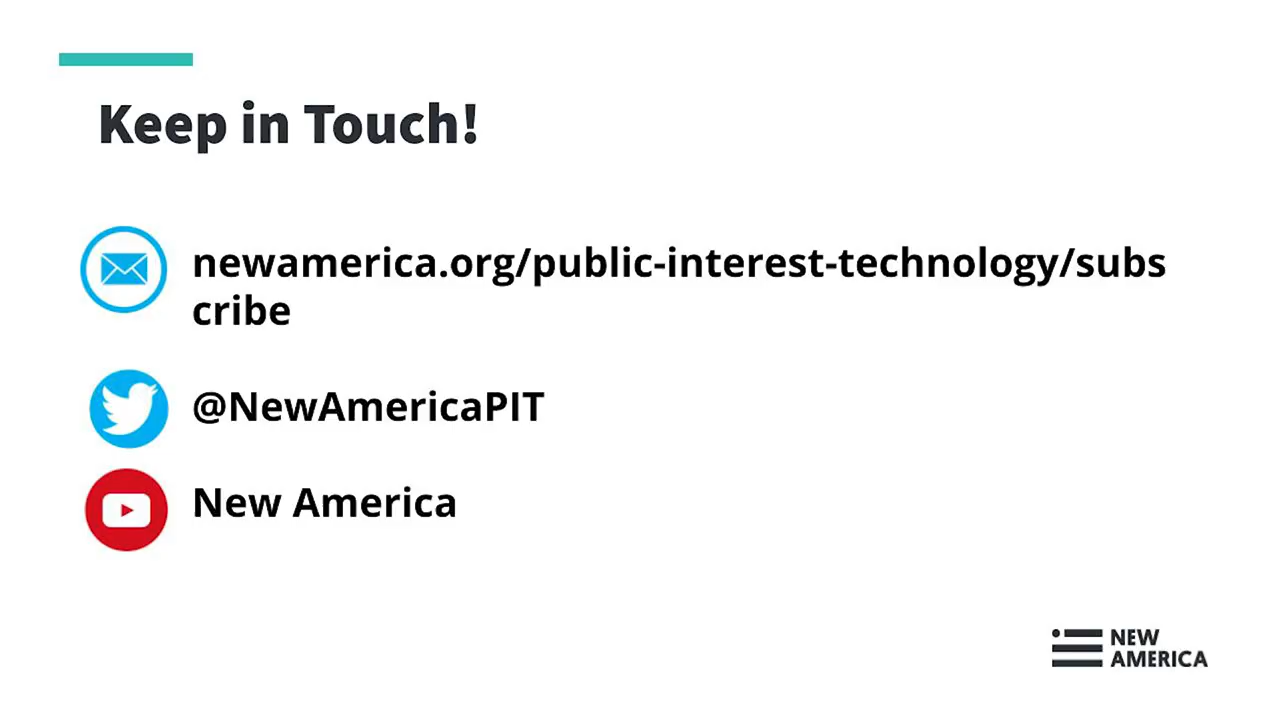 Keep in Touch!
newamerica.org/public-interest-technology/subs
cribe
@NewAmericaPIT
New America
NEW
AMERICA